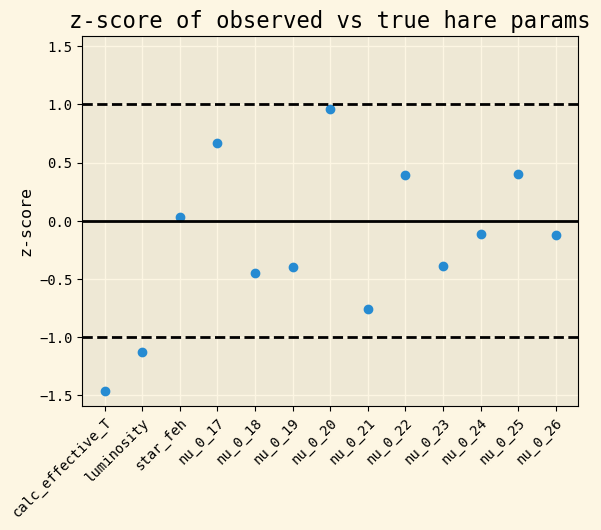 z-score of observed vs true hare params
z-score
1.5
1.0
0.5
0.0
−0.5
−1.0
−1.5
calc_effective_T
luminosity
star_feh
nu_0_17
nu_0_18
nu_0_19
nu_0_20
nu_0_21
nu_0_22
nu_0_23
nu_0_24
nu_0_25
nu_0_26